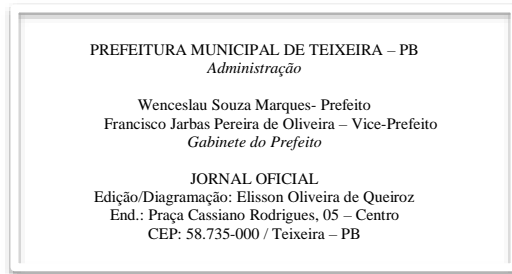 PREFEITURA MUNICIPAL DE TEIXEIRA – PB
Administração
Wenceslau Souza Marques- Prefeito
Francisco Jarbas Pereira de Oliveira – Vice-Prefeito
Gabinete do Prefeito
JORNAL OFICIAL
Edição/Diagramação: Elisson Oliveira de Queiroz
End.: Praça Cassiano Rodrigues, 05 – Centro
CEP: 58.735-000 / Teixeira – PB